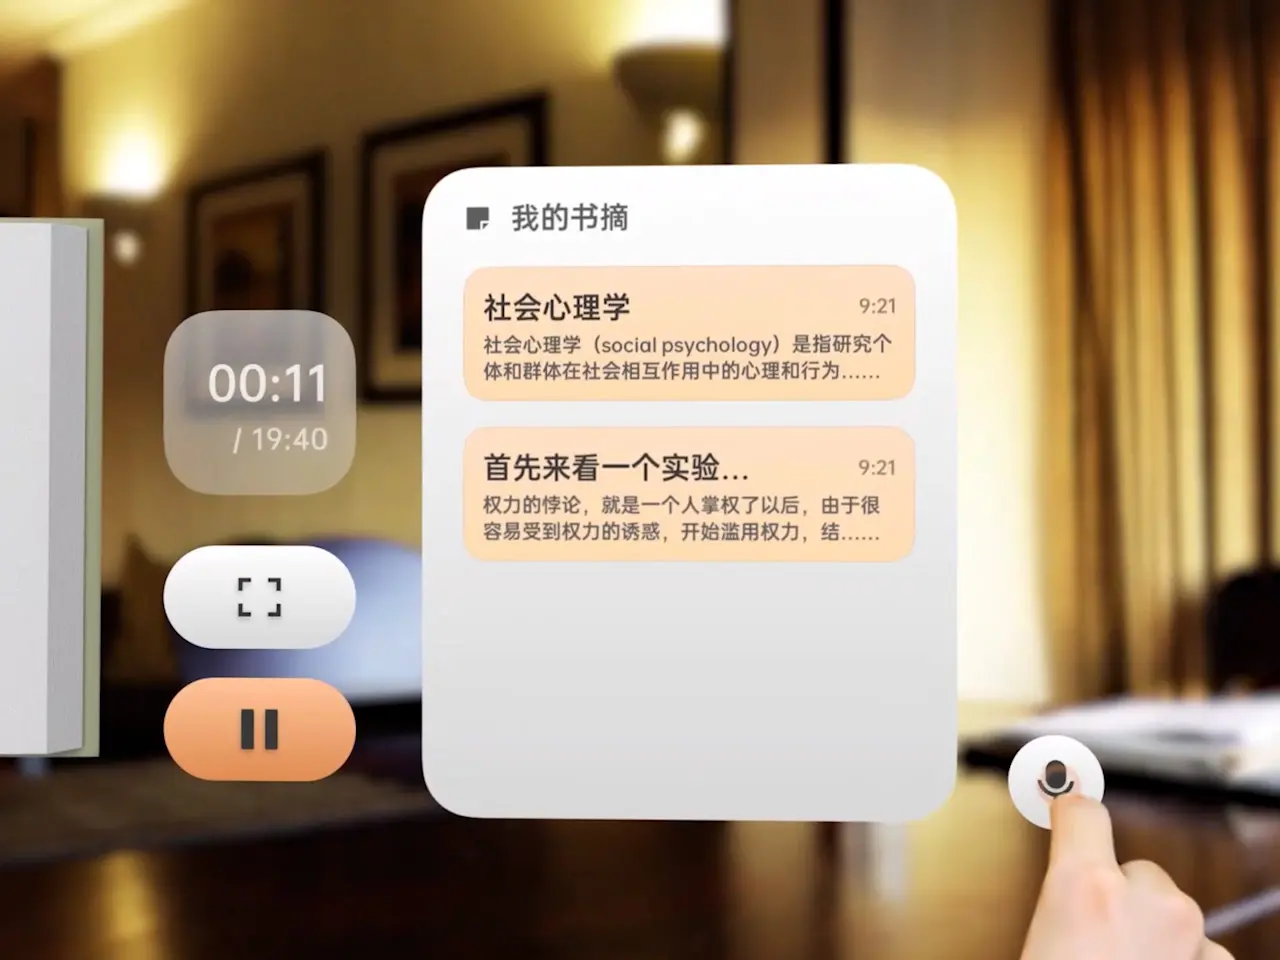 00:11
/ 19:40
我的书摘
社会心理学 9:21
社会心理学（social psychology）是指研究个
体和群体在社会相互作用中的心理和行为……
首先来看一个实验... 9:21
权力的悖论，就是一个人掌权了以后，由于很
容易受到权力的诱惑，开始滥用权力，结……